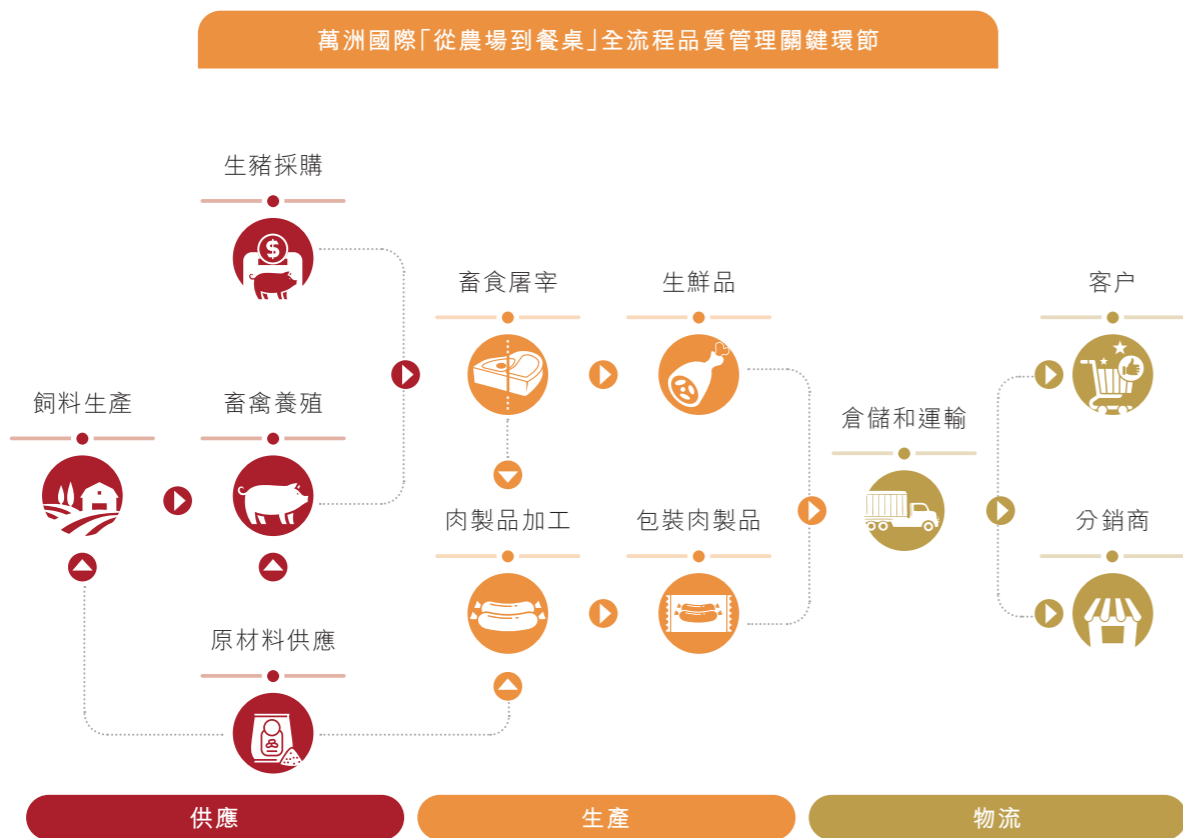 萬洲國際「從農場到餐桌」全流程品質管理關鍵環節
生豬採購
畜食屠宰
生鮮品
客户
飼料生產
畜禽養殖
倉儲和運輸
肉製品加工
包裝肉製品
分銷商
原材料供應
供應
生產
物流